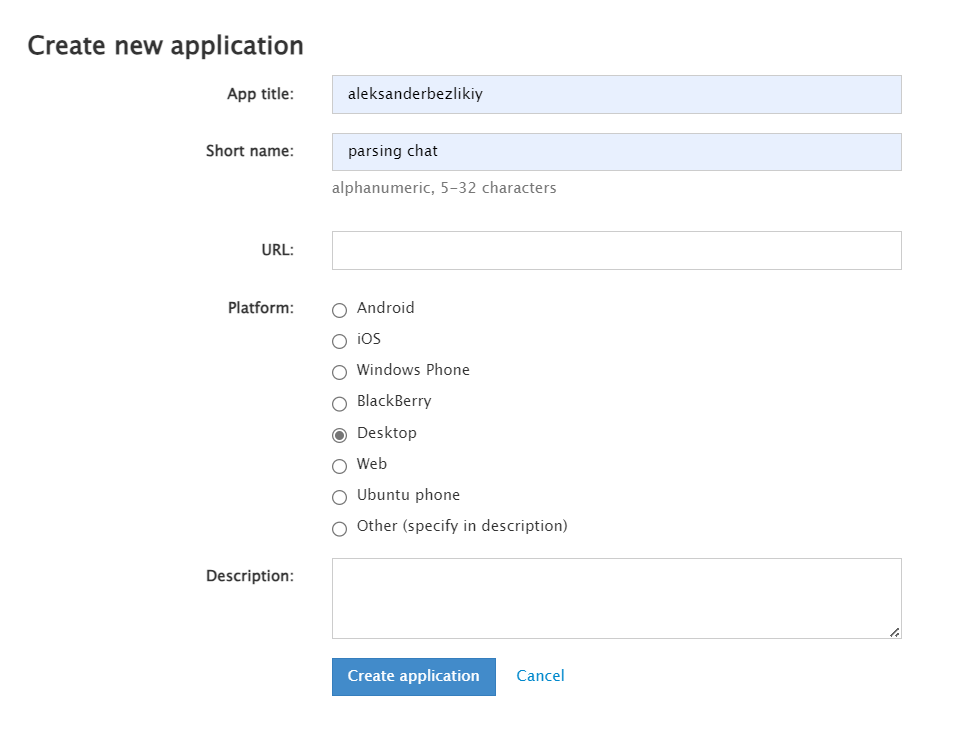 Create new application
App title:
aleksanderbezlikiy
Short name:
parsing chat
alphanumeric, 5-32 characters
URL:
Platform:
Android
iOS
Windows Phone
BlackBerry
Desktop
Web
Ubuntu phone
Other (specify in description)
Description:
Create application
Cancel